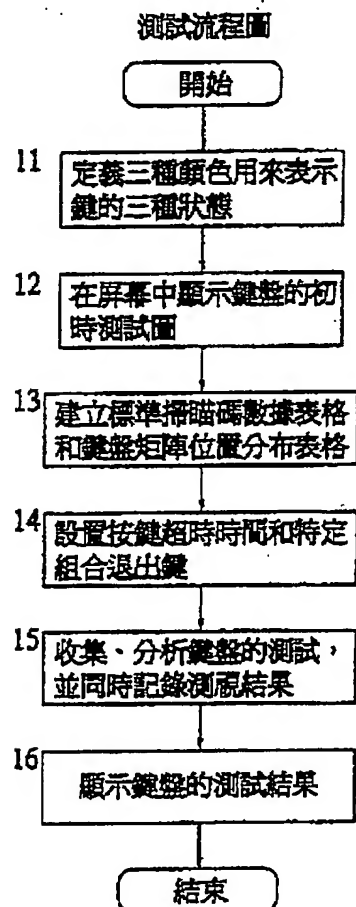 測試流程圖
開始
11
定義三種顏色用來表示
鍵的三種狀態
12
在屏幕中顯示鍵盤的初
時測試圖
13
建立標準掃瞄碼數據表格
和鍵盤矩陣位置分布表格
14
設置按鍵超時時間和特定
組合退出鍵
15
收集、分析鍵盤的測試，
並同時記錄測視結果
16
顯示鍵盤的測試結果
結束